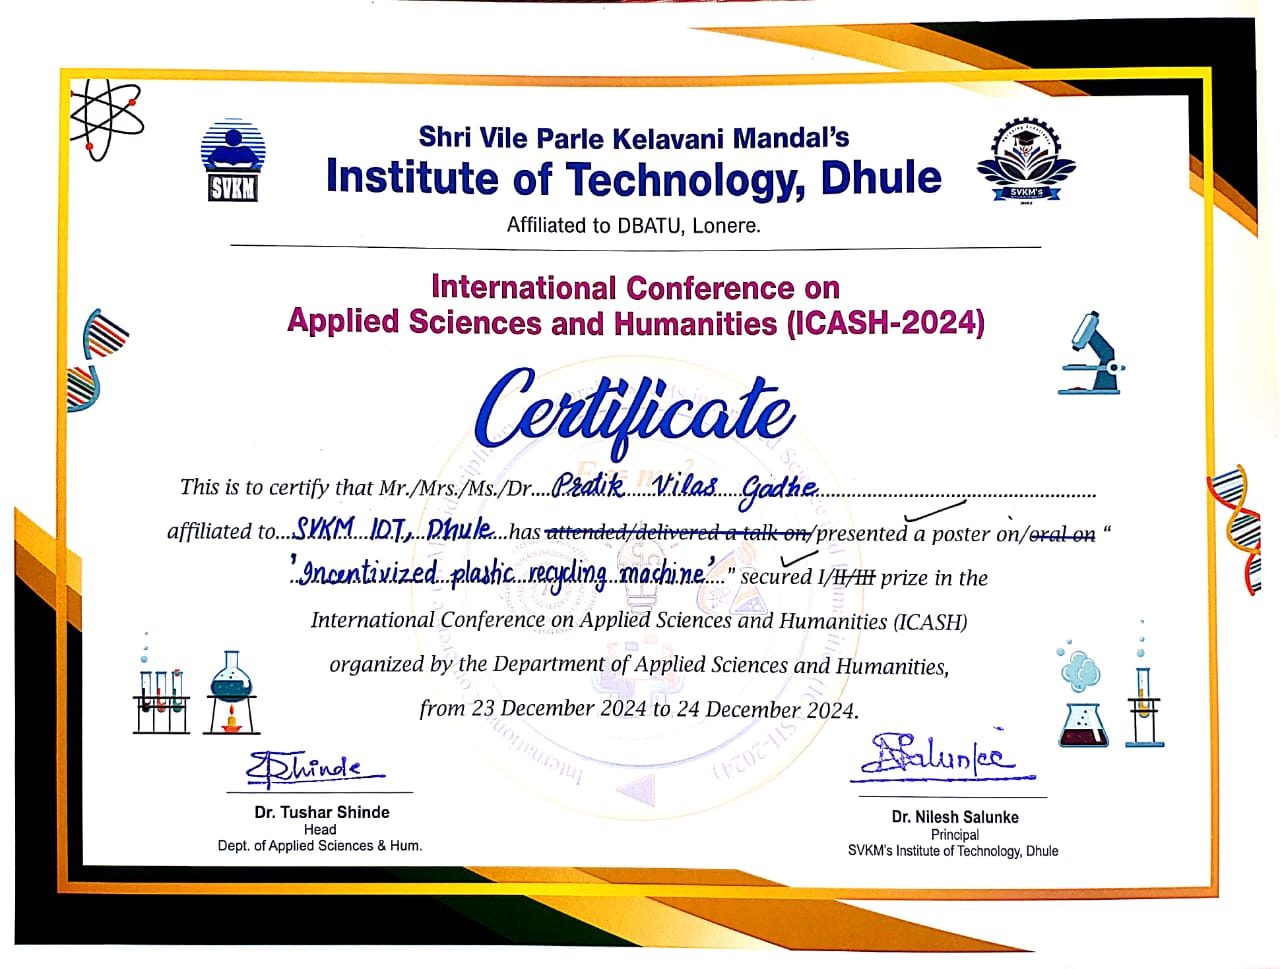 SVKM
Shri Vile Parle Kelavani Mandal's
Institute of Technology, Dhule
SVKM's
Affiliated to DBATU, Lonere.
International Conference on
Applied Sciences and Humanities (ICASH-2024)
Certificate
This is to certify that Mr./Mrs./Ms./Dr....Pratik Vilas Gadhe
affiliated to...SVKM IOT, Dhule...has attended/delivered a talk on/presented a poster on/oral on "
'Incentivized plastic recycling machine'..." secured I/II/III prize in the
International Conference on Applied Sciences and Humanities (ICASH)
organized by the Department of Applied Sciences and Humanities,
from 23 December 2024 to 24 December 2024.
Shinde
Salunke
Dr. Tushar Shinde
Head
Dept. of Applied Sciences & Hum.
Dr. Nilesh Salunke
Principal
SVKM's Institute of Technology, Dhule